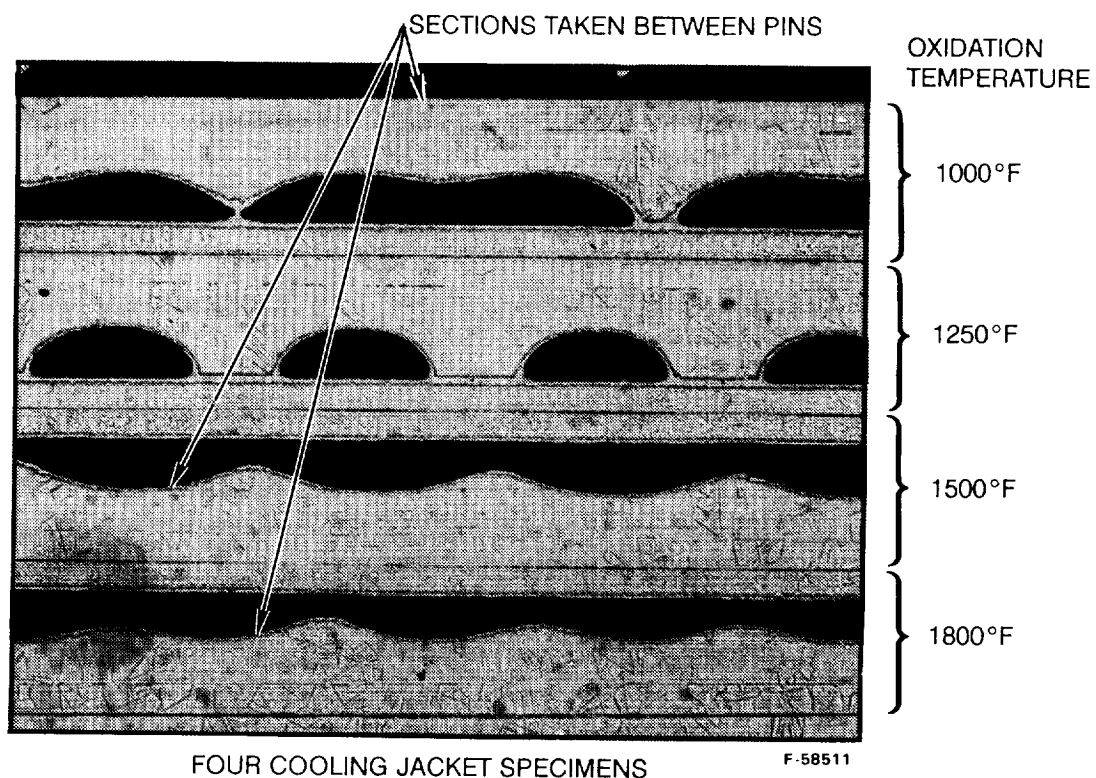 SECTIONS TAKEN BETWEEN PINS
OXIDATION
TEMPERATURE
1000°F
1250°F
1500°F
1800°F
FOUR COOLING JACKET SPECIMENS
F-58511